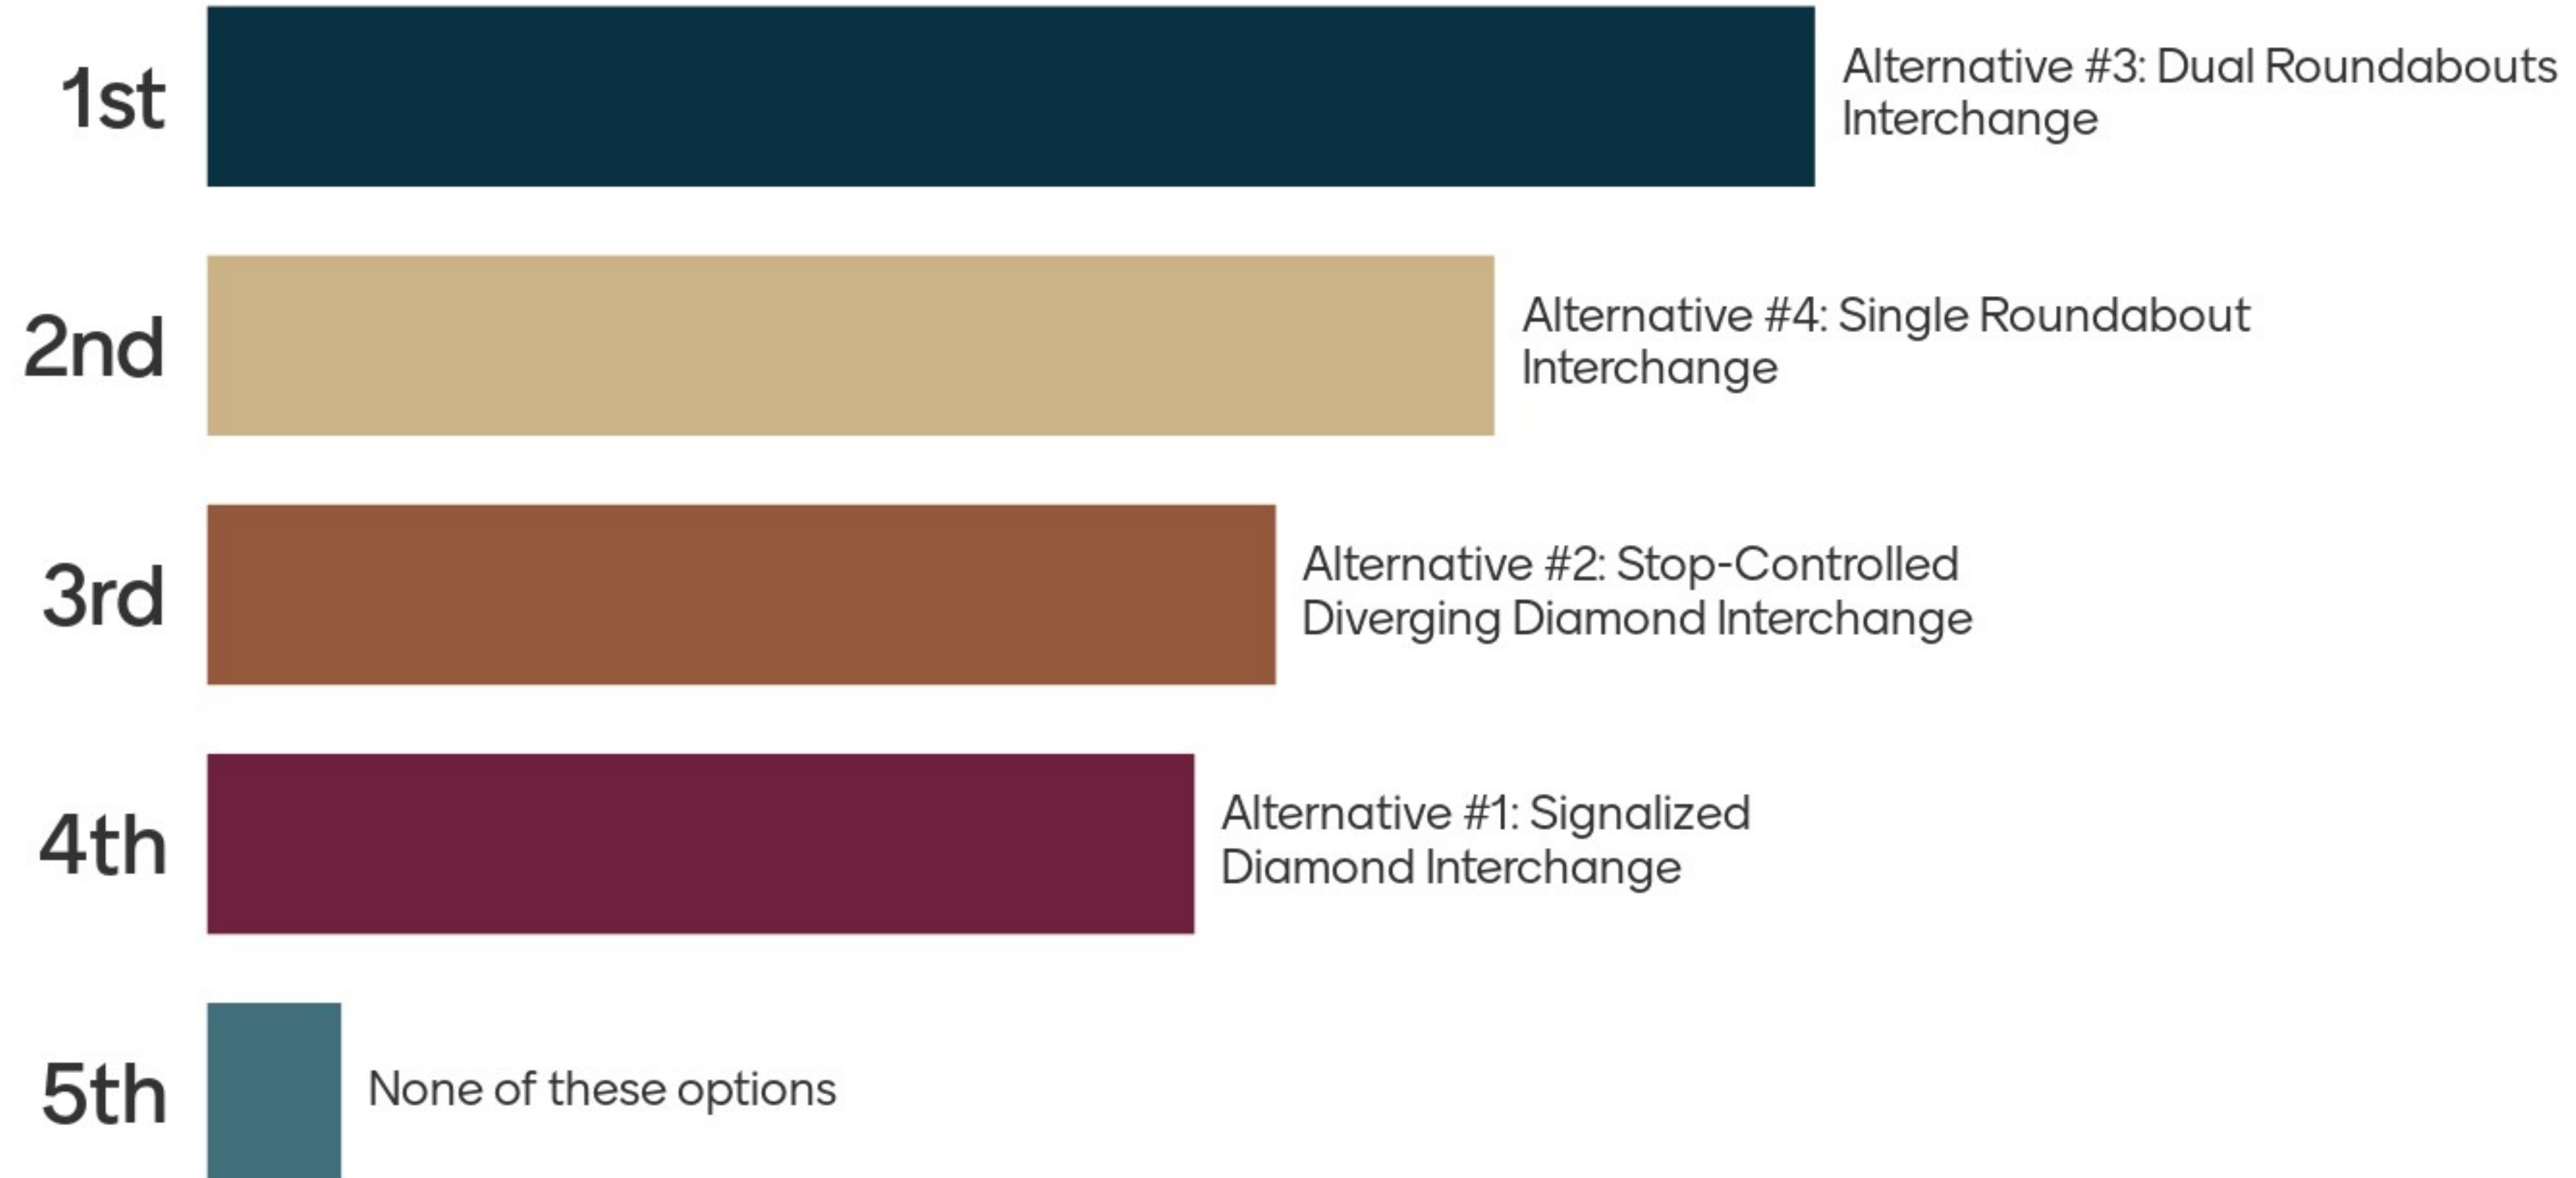 1st
Alternative #3: Dual Roundabouts
Interchange
2nd
Alternative #4: Single Roundabout
Interchange
3rd
Alternative #2: Stop-Controlled
Diverging Diamond Interchange
4th
Alternative #1: Signalized
Diamond Interchange
5th
None of these options